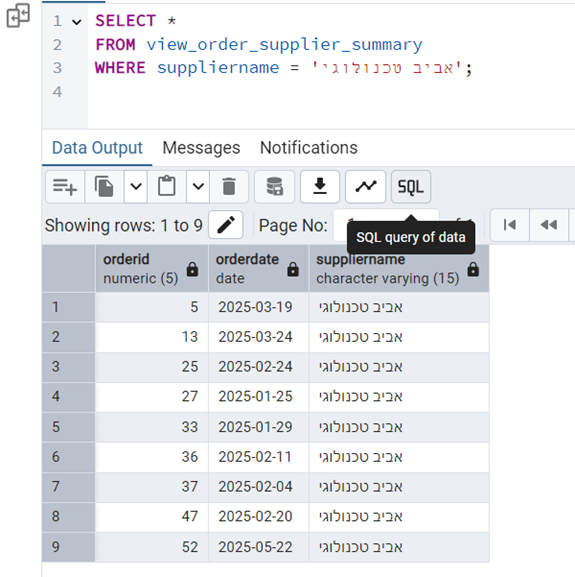 1 SELECT *
2 FROM view_order_supplier_summary
3 WHERE suppliername = 'אביב טכנולוגי';
4
Data Output Messages Notifications
SQL
Showing rows: 1 to 9 Page No:
SQL query of data
orderid orderdate suppliername
numeric (5) date character varying (15)
1 5 2025-03-19 אביב טכנולוגי
2 13 2025-03-24 אביב טכנולוגי
3 25 2025-02-24 אביב טכנולוגי
4 27 2025-01-25 אביב טכנולוגי
5 33 2025-01-29 אביב טכנולוגי
6 36 2025-02-11 אביב טכנולוגי
7 37 2025-02-04 אביב טכנולוגי
8 47 2025-02-20 אביב טכנולוגי
9 52 2025-05-22 אביב טכנולוגי